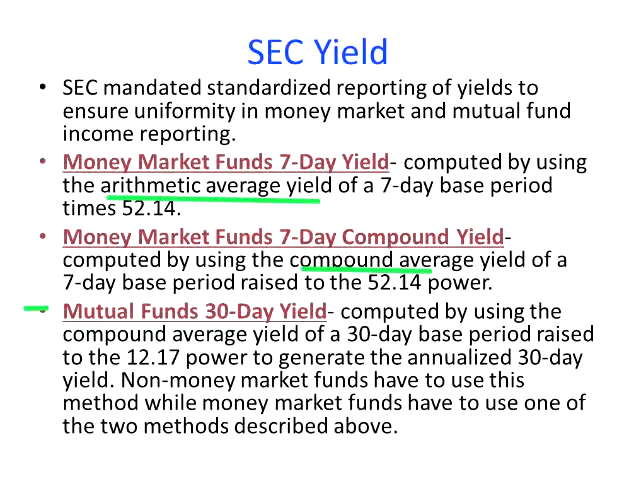 SEC Yield
• SEC mandated standardized reporting of yields to
ensure uniformity in money market and mutual fund
income reporting.
• Money Market Funds 7-Day Yield- computed by using
the arithmetic average yield of a 7-day base period
times 52.14.
• Money Market Funds 7-Day Compound Yield-
computed by using the compound average yield of a
7-day base period raised to the 52.14 power.
• Mutual Funds 30-Day Yield- computed by using the
compound average yield of a 30-day base period raised
to the 12.17 power to generate the annualized 30-day
yield. Non-money market funds have to use this
method while money market funds have to use one of
the two methods described above.